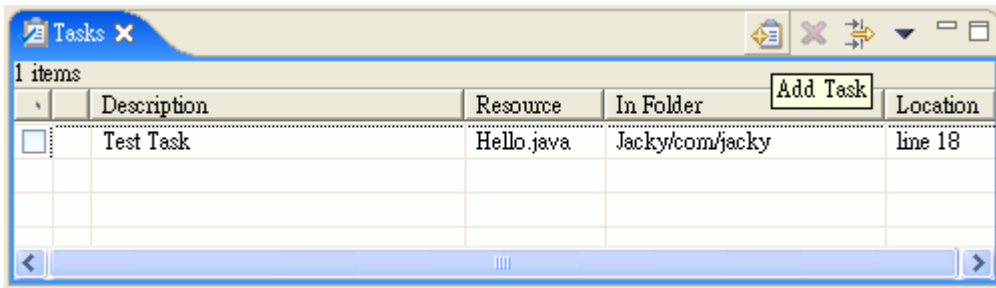 Tasks
1 items
Add Task
Description Resource In Folder Location
Test Task Hello.java Jacky/com/jacky line 18